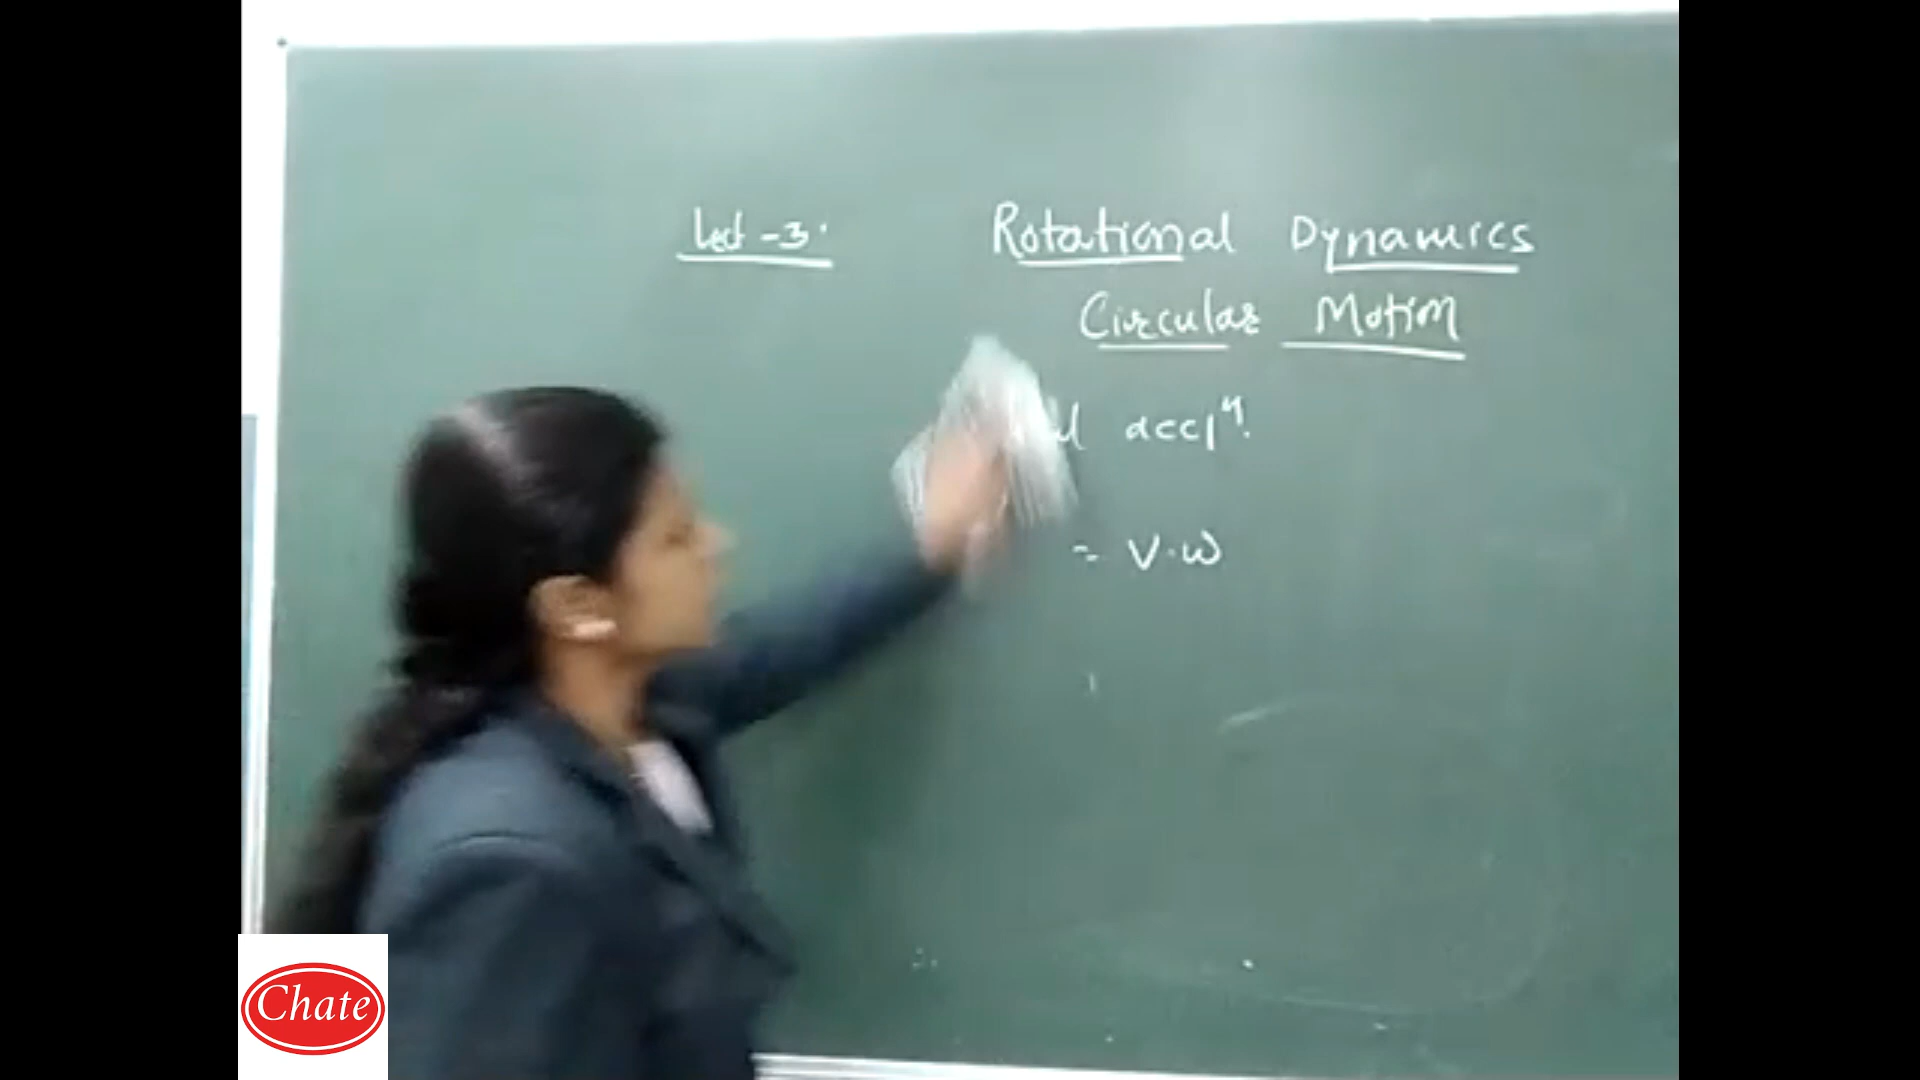 Lect-3. Rotational Dynamics
Circular Motion
accl^n.
= v.ω
Chate